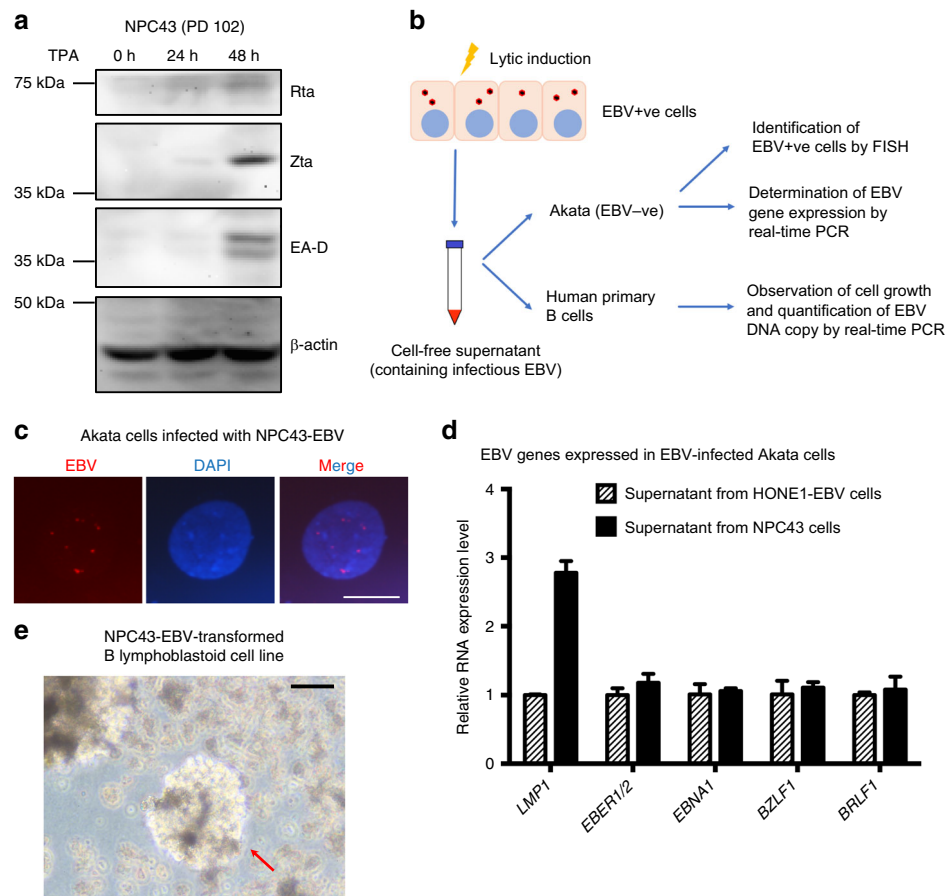 a
NPC43 (PD 102)
TPA 0 h 24 h 48 h
75 kDa
Rta
Zta
35 kDa
EA-D
35 kDa
50 kDa
β-actin
b
Lytic induction
EBV+ve cells
Identification of
EBV+ve cells by FISH
Akata (EBV–ve)
Determination of EBV
gene expression by
real-time PCR
Human primary
B cells
Observation of cell growth
and quantification of EBV
DNA copy by real-time PCR
Cell-free supernatant
(containing infectious EBV)
c
Akata cells infected with NPC43-EBV
EBV DAPI Merge
d
EBV genes expressed in EBV-infected Akata cells
Supernatant from HONE1-EBV cells
Supernatant from NPC43 cells
Relative RNA expression level
4
3
2
1
0
LMP1
EBER1/2
EBNA1
BZLF1
BRLF1
e
NPC43-EBV-transformed
B lymphoblastoid cell line